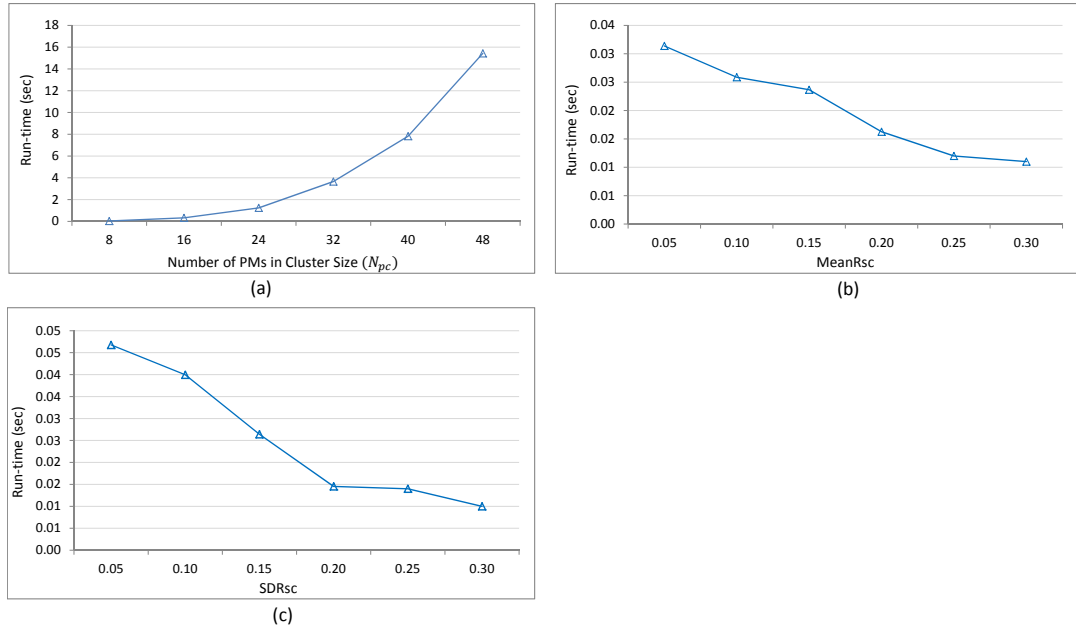 18
16
14
12
10
8
6
4
2
0
Run-time (sec)
8 16 24 32 40 48
Number of PMs in Cluster Size (N_pc)
(a)
0.04
0.03
0.03
0.02
0.02
0.01
0.01
0.00
Run-time (sec)
0.05 0.10 0.15 0.20 0.25 0.30
MeanRsc
(b)
0.05
0.05
0.04
0.03
0.03
0.02
0.02
0.01
0.01
0.00
Run-time (sec)
0.05 0.10 0.15 0.20 0.25 0.30
SDRsc
(c)